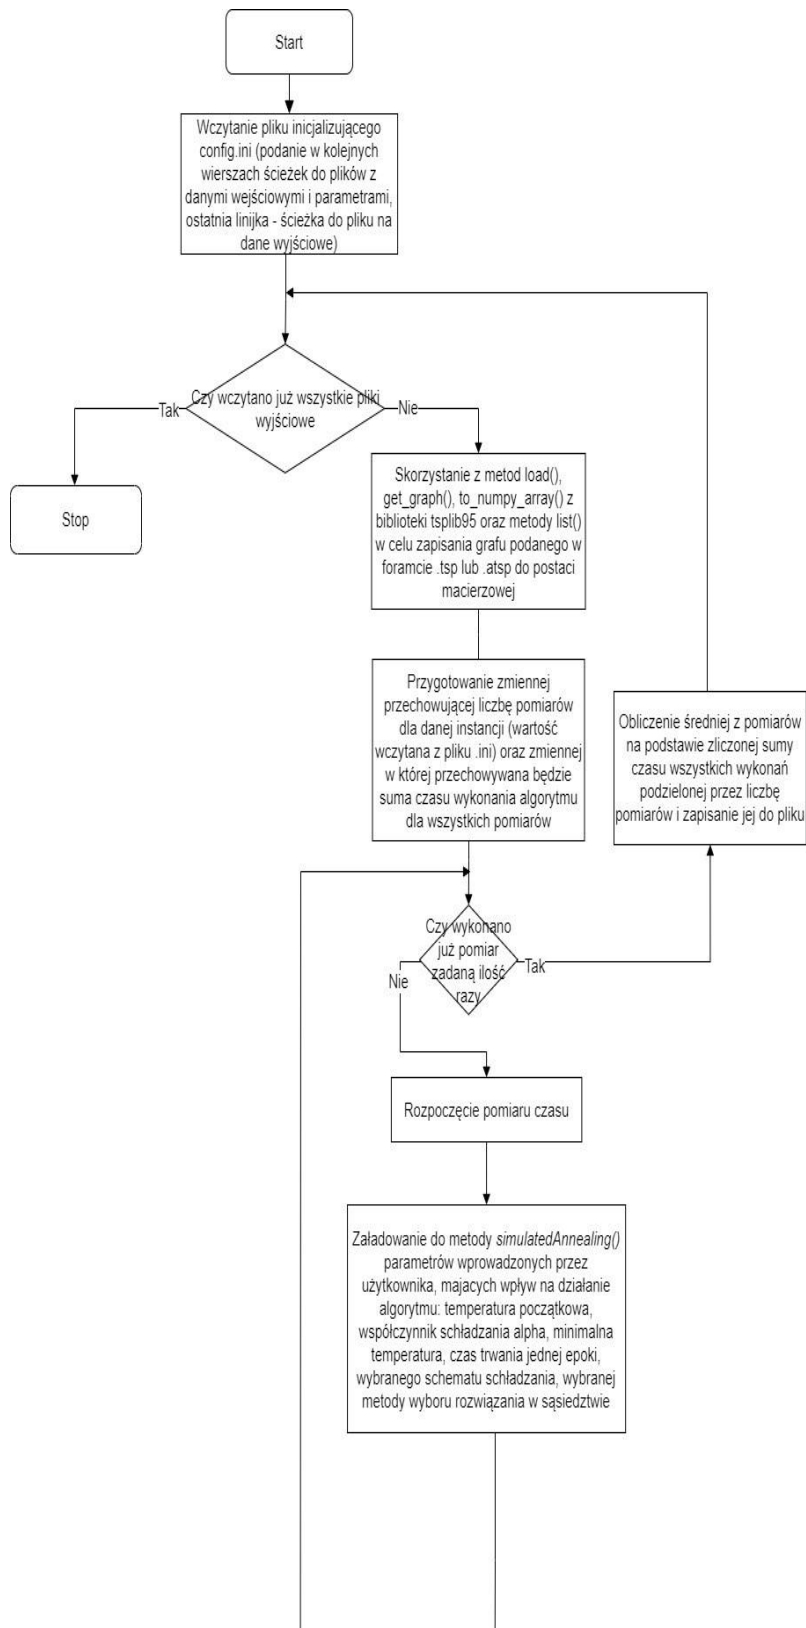 Start
Wczytanie pliku inicjalizującego
config.ini (podanie w kolejnych
wierszach ścieżek do plików z
danymi wejściowymi i parametrami,
ostatnia linijka - ścieżka do pliku na
dane wyjściowe)
Czy wczytano już wszystkie pliki
wyjściowe
Tak
Nie
Stop
Skorzystanie z metod load(),
get_graph(), to_numpy_array() z
biblioteki tsplib95 oraz metody list()
w celu zapisania grafu podanego w
foramcie .tsp lub .atsp do postaci
macierzowej
Przygotowanie zmiennej
przechowującej liczbę pomiarów
dla danej instancji (wartość
wczytana z pliku .ini) oraz zmiennej
w której przechowywana będzie
suma czasu wykonania algorytmu
dla wszystkich pomiarów
Obliczenie średniej z pomiarów
na podstawie zliczonej sumy
czasu wszystkich wykonań
podzielonej przez liczbę
pomiarów i zapisanie jej do pliku
Czy wykonano
już pomiar
zadaną ilość
razy
Nie
Tak
Rozpoczęcie pomiaru czasu
Załadowanie do metody simulatedAnnealing()
parametrów wprowadzonych przez
użytkownika, majacych wpływ na działanie
algorytmu: temperatura początkowa,
współczynnik schładzania alpha, minimalna
temperatura, czas trwania jednej epoki,
wybranego schematu schładzania, wybranej
metody wyboru rozwiązania w sąsiedztwie